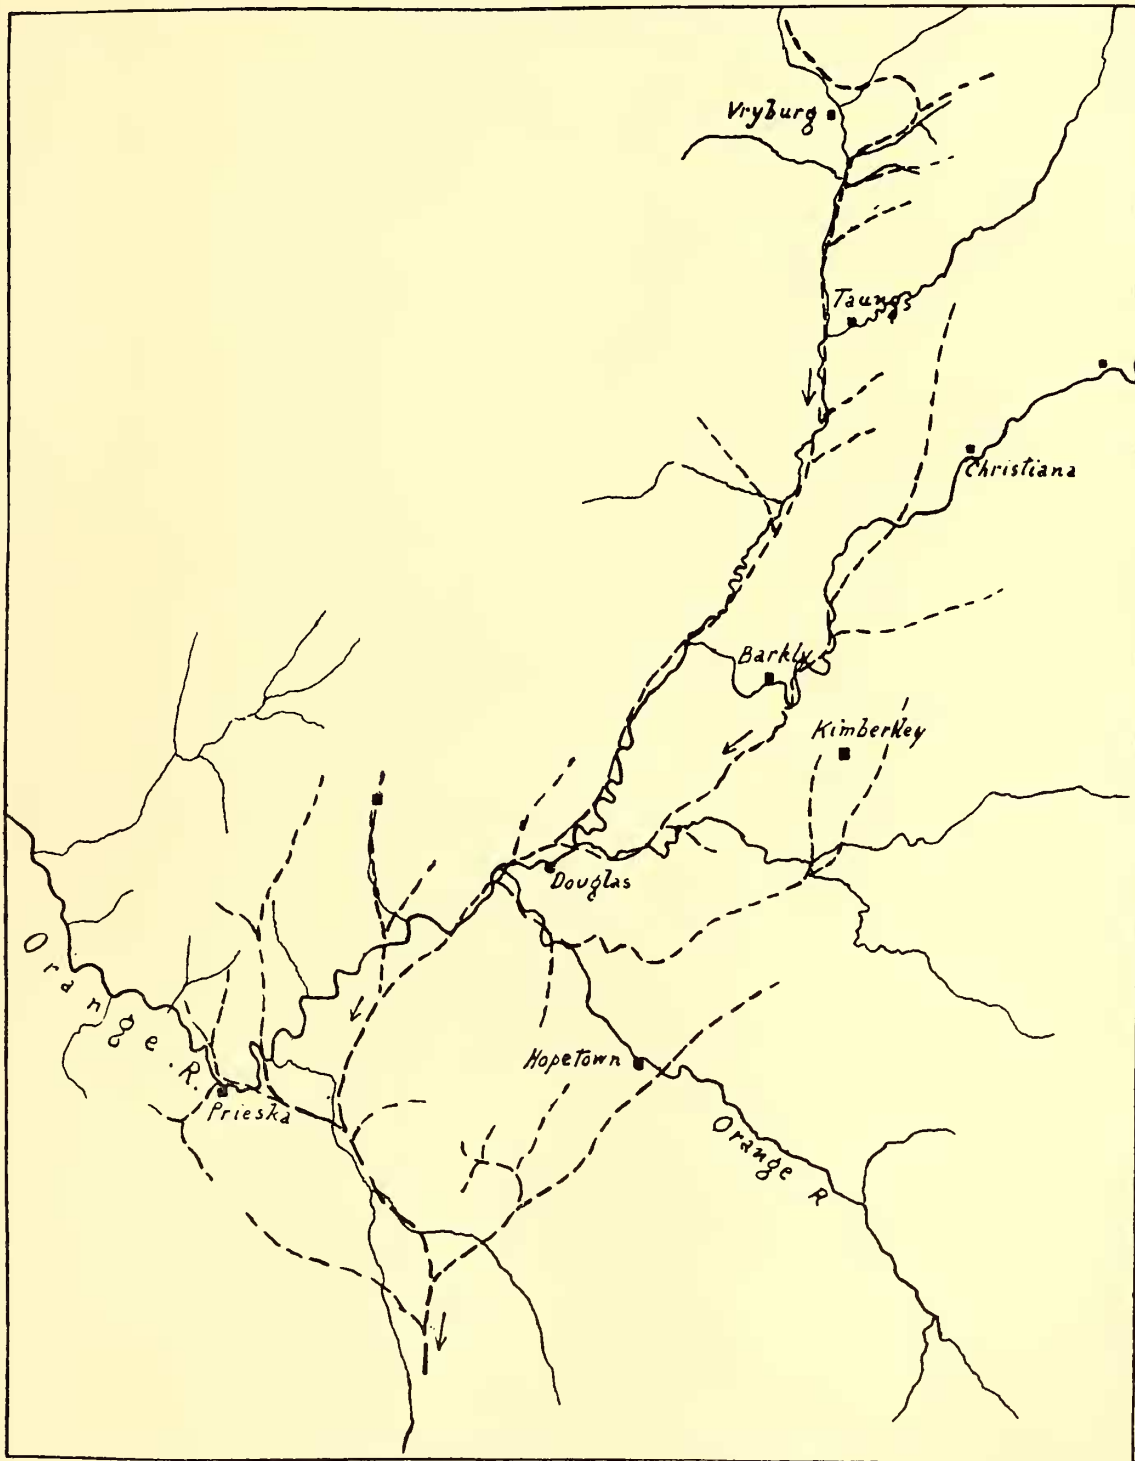 Vryburg
Taungs
Christiana
Barkly
Kimberley
Douglas
Orange.R.
Hopetown
Prieska
Orange R